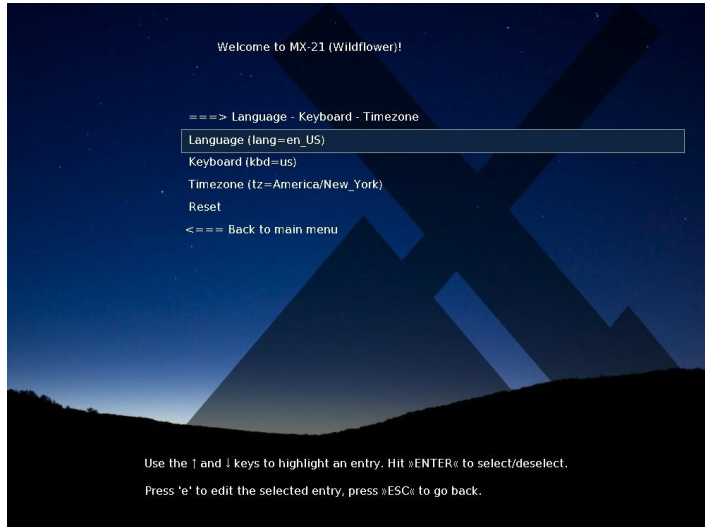 Welcome to MX-21 (Wildflower)!
===> Language - Keyboard - Timezone
Language (lang=en_US)
Keyboard (kbd=us)
Timezone (tz=America/New_York)
Reset
<=== Back to main menu
Use the ↑ and ↓ keys to highlight an entry. Hit »ENTER« to select/deselect.
Press 'e' to edit the selected entry, press »ESC« to go back.